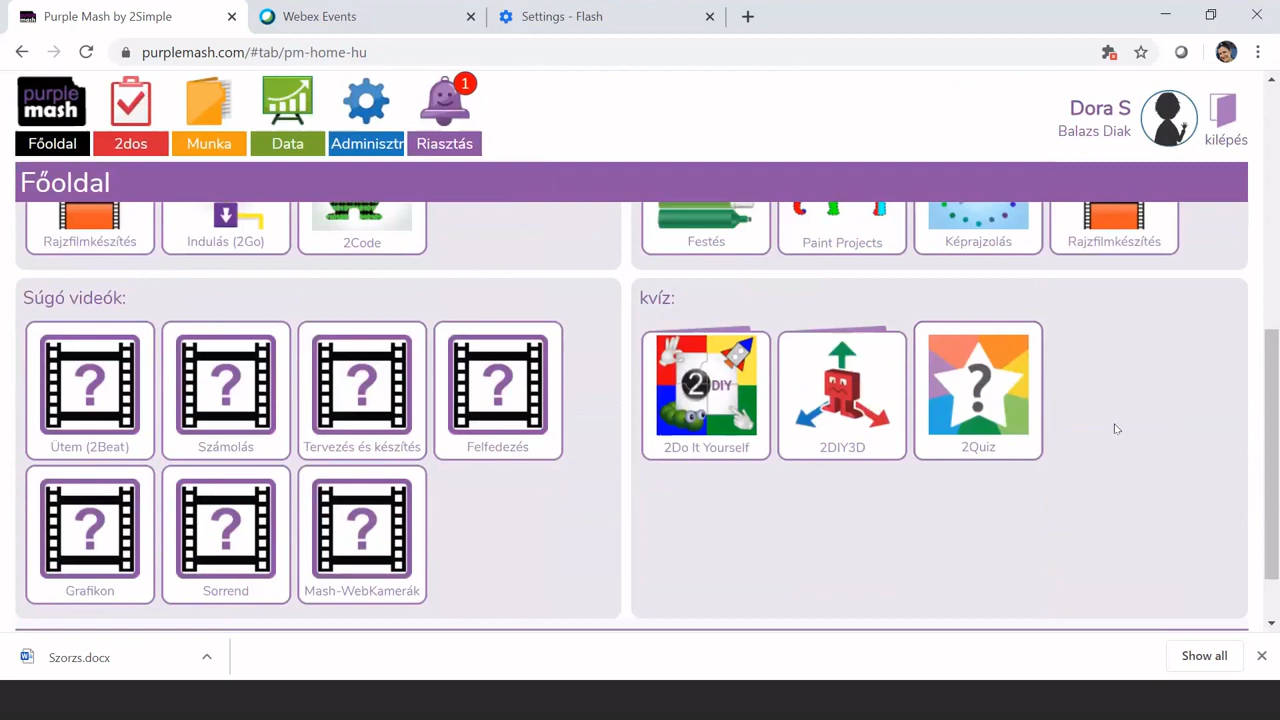 Purple Mash by 2Simple
Webex Events
Settings - Flash
purplemash.com/#tab/pm-home-hu
purple mash
Főoldal
2dos
Munka
Data
Adminisztr
1
Riasztás
Dora S
Balazs Diak
kilépés
Főoldal
Rajzfilmkészítés
Indulás (2Go)
2Code
Festés
Paint Projects
Képrajzolás
Rajzfilmkészítés
Súgó videók:
?
?
?
?
Ütem (2Beat)
Számolás
Tervezés és készítés
Felfedezés
?
?
?
Grafikon
Sorrend
Mash-WebKamerák
kvíz:
2 DIY
?
2Do It Yourself
2DIY3D
2Quiz
Szorzs.docx
Show all